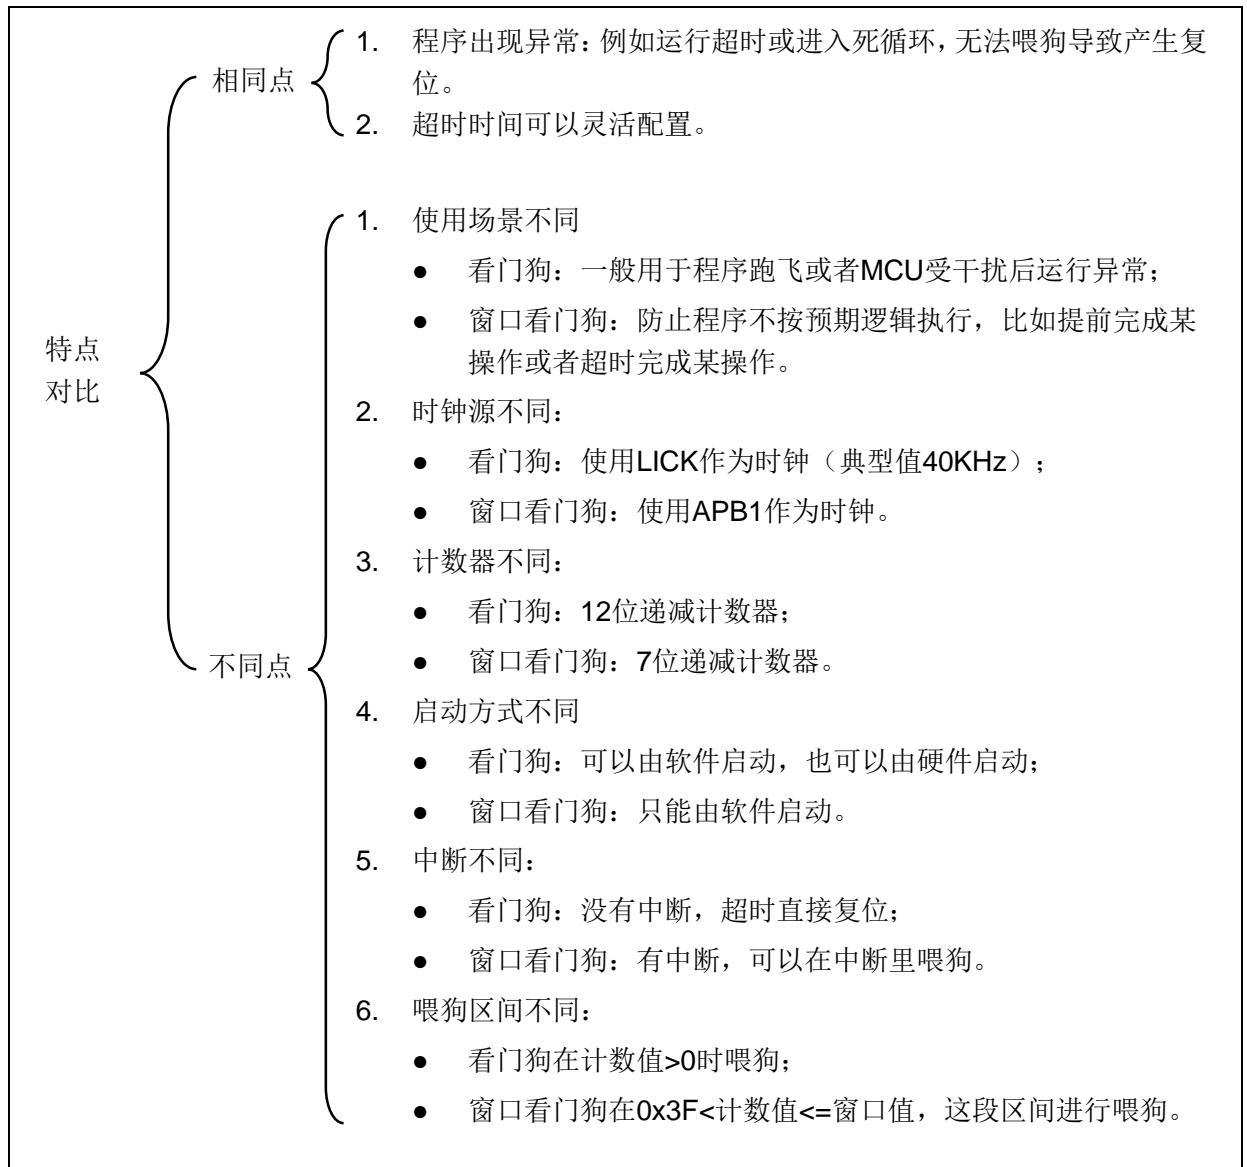 特点
对比
相同点
1. 程序出现异常：例如运行超时或进入死循环，无法喂狗导致产生复
位。
2. 超时时间可以灵活配置。
不同点
1. 使用场景不同
● 看门狗：一般用于程序跑飞或者MCU受干扰后运行异常；
● 窗口看门狗：防止程序不按预期逻辑执行，比如提前完成某
操作或者超时完成某操作。
2. 时钟源不同：
● 看门狗：使用LICK作为时钟（典型值40KHz）；
● 窗口看门狗：使用APB1作为时钟。
3. 计数器不同：
● 看门狗：12位递减计数器；
● 窗口看门狗：7位递减计数器。
4. 启动方式不同
● 看门狗：可以由软件启动，也可以由硬件启动；
● 窗口看门狗：只能由软件启动。
5. 中断不同：
● 看门狗：没有中断，超时直接复位；
● 窗口看门狗：有中断，可以在中断里喂狗。
6. 喂狗区间不同：
● 看门狗在计数值>0时喂狗；
● 窗口看门狗在0x3F<计数值<=窗口值，这段区间进行喂狗。